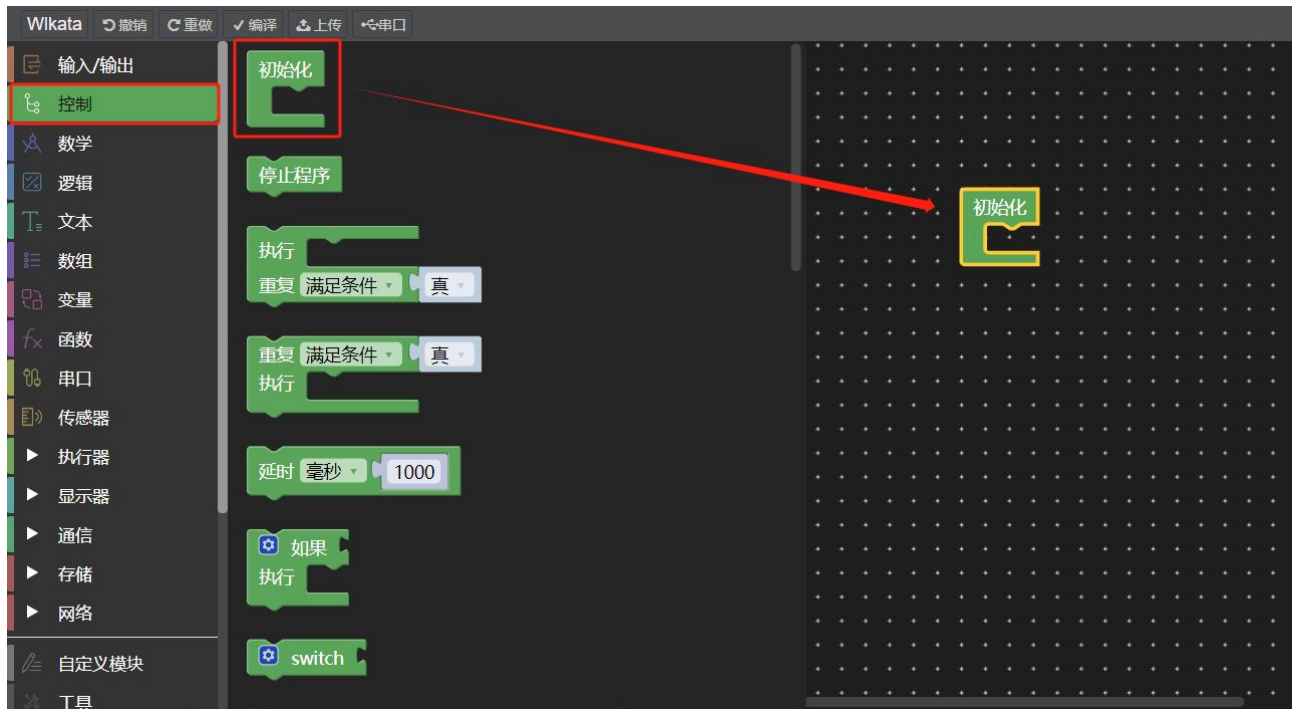 Wlkata 撤销 重做 编译 上传 串口
输入/输出
控制
数学
逻辑
文本
数组
变量
函数
串口
传感器
执行器
显示器
通信
存储
网络
自定义模块
工具
初始化
停止程序
执行
重复 满足条件 真
重复 满足条件 真
执行
延时 毫秒 1000
如果
执行
switch
初始化